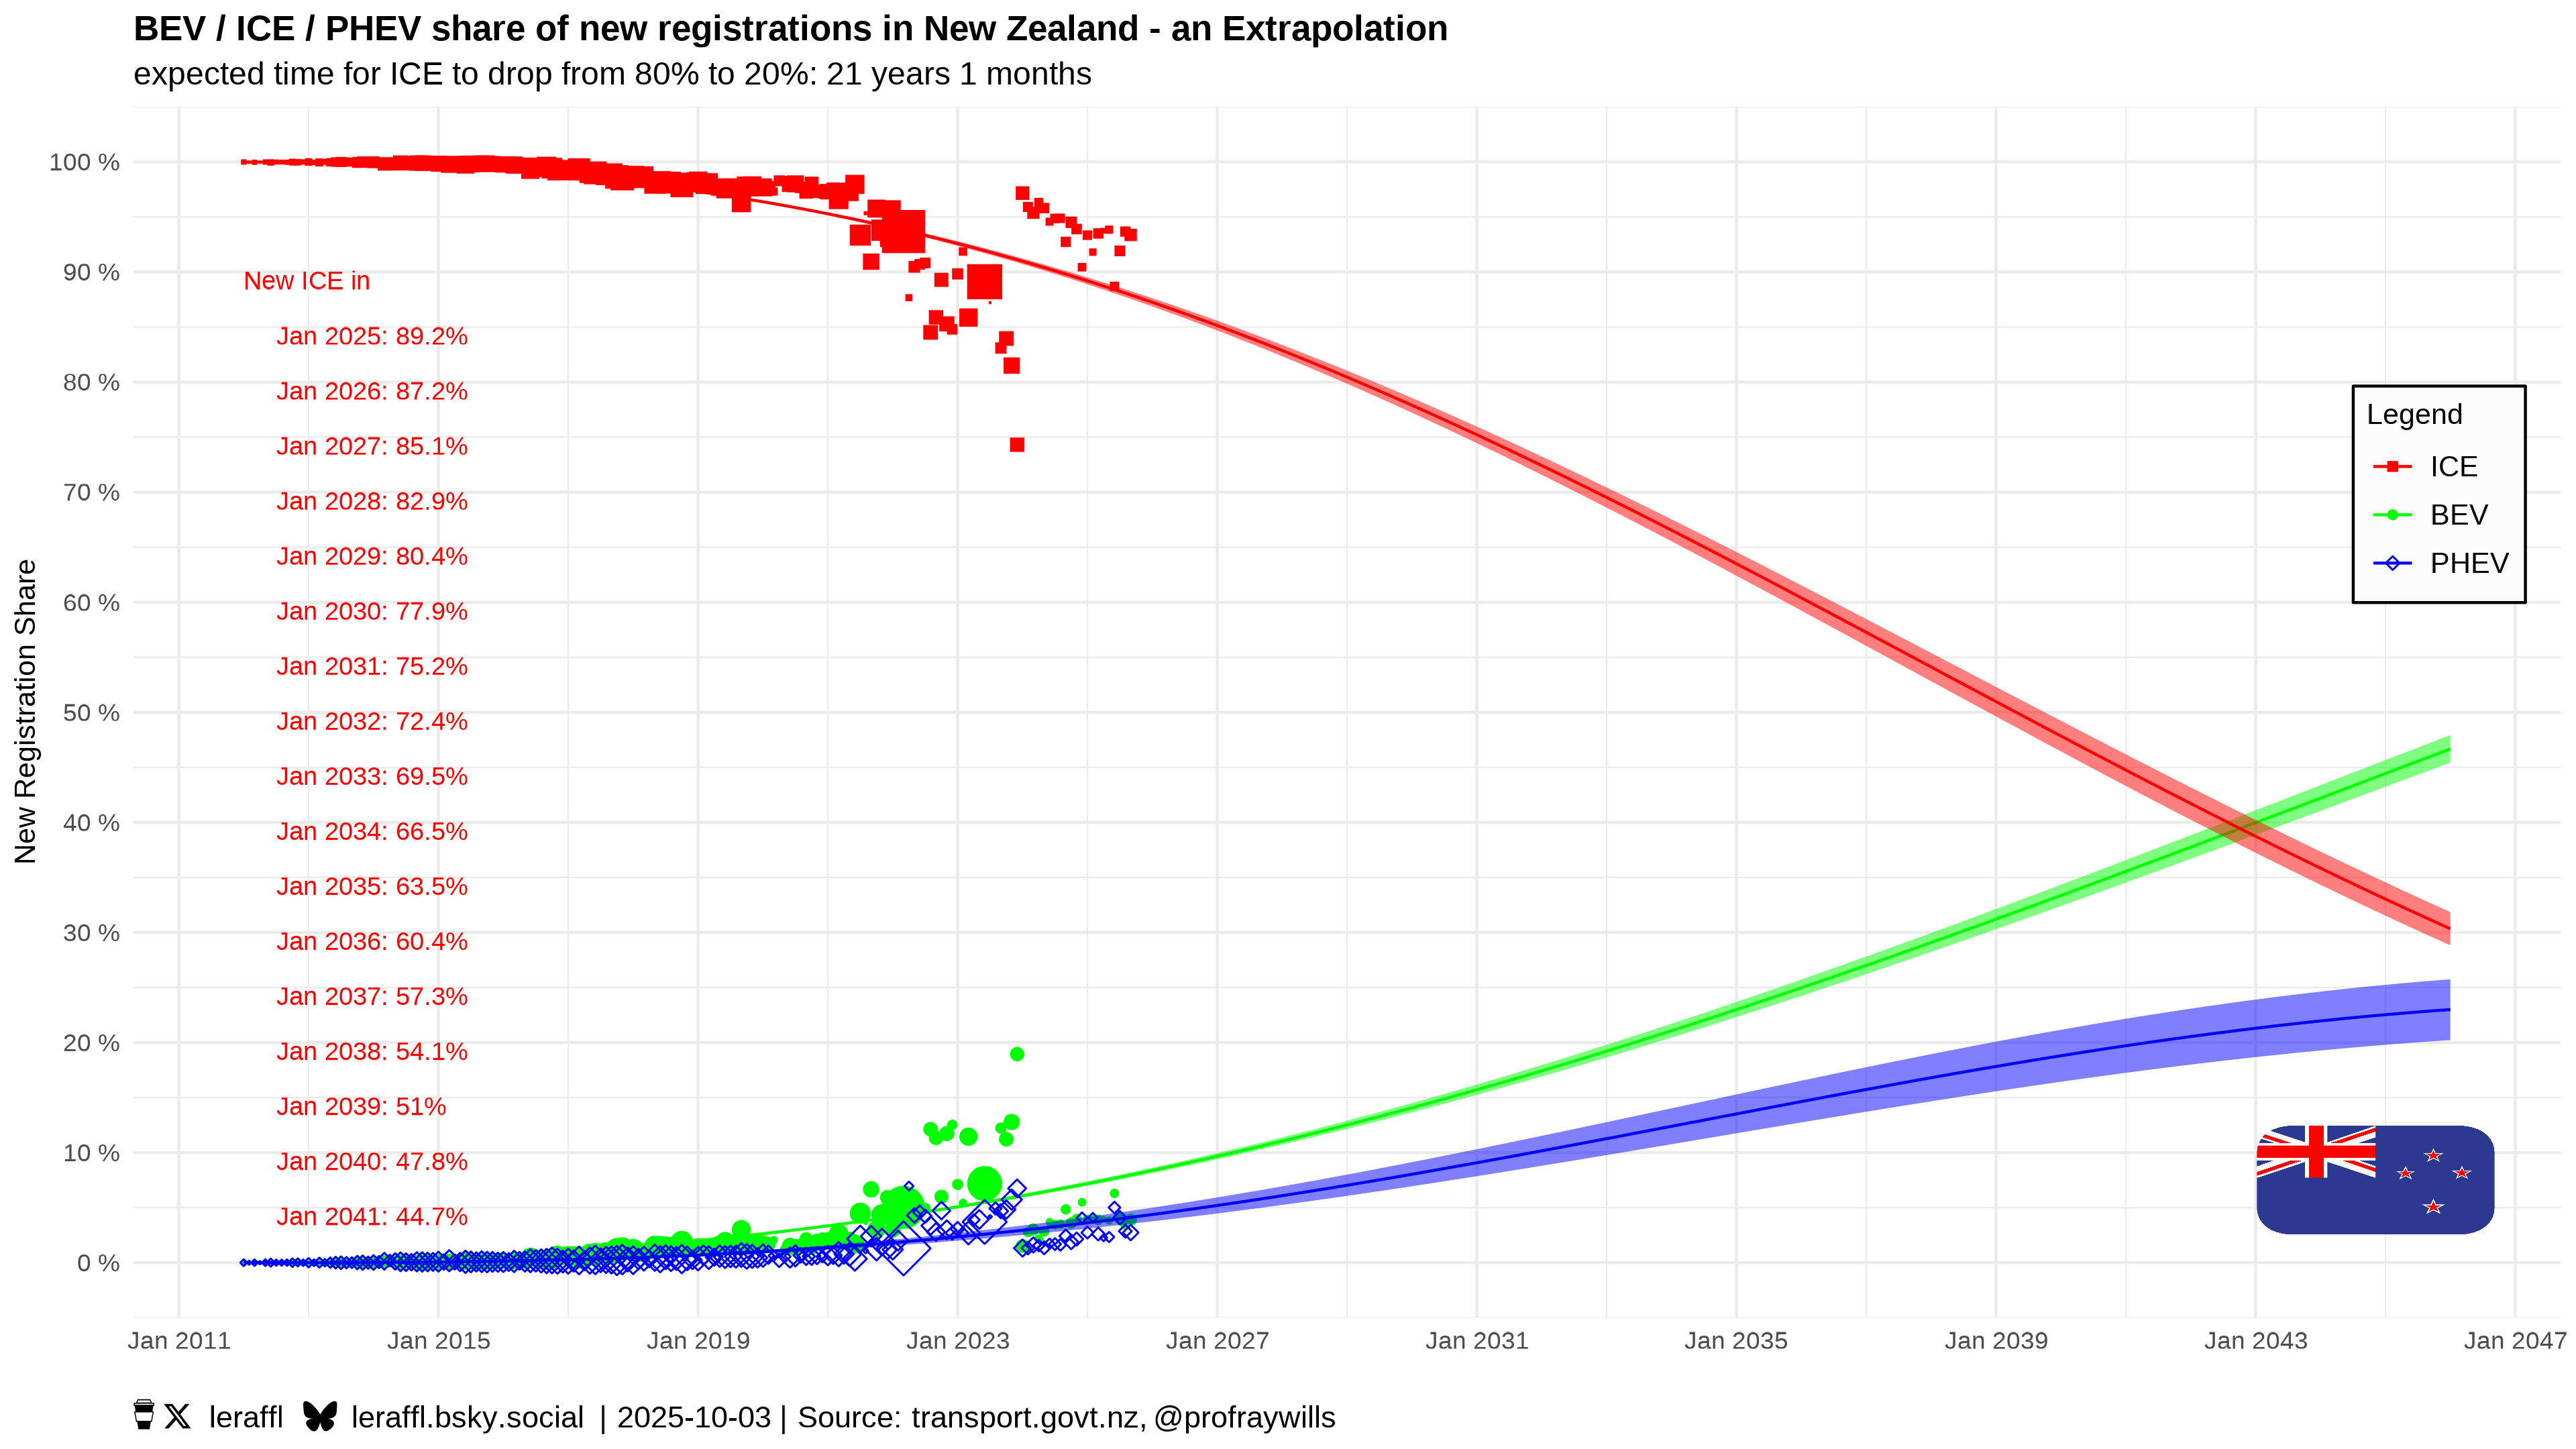 BEV / ICE / PHEV share of new registrations in New Zealand - an Extrapolation
expected time for ICE to drop from 80% to 20%: 21 years 1 months
New Registration Share
100 %
90 %
80 %
70 %
60 %
50 %
40 %
30 %
20 %
10 %
0 %
New ICE in
Jan 2025: 89.2%
Jan 2026: 87.2%
Jan 2027: 85.1%
Jan 2028: 82.9%
Jan 2029: 80.4%
Jan 2030: 77.9%
Jan 2031: 75.2%
Jan 2032: 72.4%
Jan 2033: 69.5%
Jan 2034: 66.5%
Jan 2035: 63.5%
Jan 2036: 60.4%
Jan 2037: 57.3%
Jan 2038: 54.1%
Jan 2039: 51%
Jan 2040: 47.8%
Jan 2041: 44.7%
Legend
ICE
BEV
PHEV
Jan 2011 Jan 2015 Jan 2019 Jan 2023 Jan 2027 Jan 2031 Jan 2035 Jan 2039 Jan 2043 Jan 2047
leraffl leraffl.bsky.social | 2025-10-03 | Source: transport.govt.nz, @profraywills